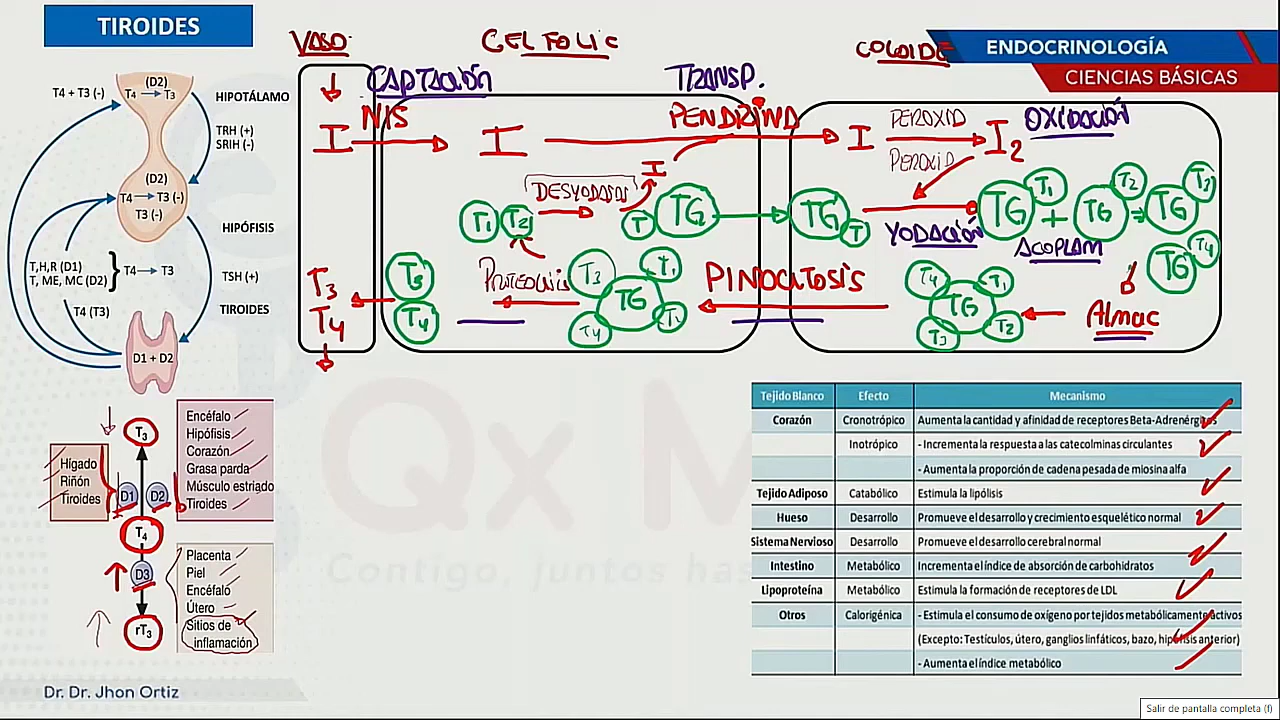 TIROIDES
ENDOCRINOLOGÍA
CIENCIAS BÁSICAS
(D2)
T4 → T3
T4 + T3 (-)
HIPOTÁLAMO
TRH (+)
SRIH (-)
(D2)
T4 → T3 (-)
T3 (-)
HIPÓFISIS
T,H,R (D1)
T, ME, MC (D2)
T4 → T3
TSH (+)
T4 (T3)
TIROIDES
D1 + D2
VASO
CEL FOLIC
COLOIDE
CAPTACIÓN
TRANSP.
NIS
PENDRINA
PEROXID
OXIDACIÓN
I
I
I
I2
PEROXID
I
DESYODASAS
T1 T2
T TG
TG T
TG T1 + TG T2 ⇒ TG T3
YODACIÓN
ACOPLAM
TG T4
T3
T4
T3
T4
PROTEOLISIS
T3 T1
TG
T4 T2
PINOCITOSIS
T4 T1
TG
T3 T2
Almac
T3
Hígado
Riñón
Tiroides
D1
D2
Encéfalo
Hipófisis
Corazón
Grasa parda
Músculo estriado
Tiroides
T4
D3
rT3
Placenta
Piel
Encéfalo
Útero
Sitios de
inflamación
Tejido Blanco Efecto Mecanismo
Corazón Cronotrópico Aumenta la cantidad y afinidad de receptores Beta-Adrenérgicos
Inotrópico - Incrementa la respuesta a las catecolminas circulantes
- Aumenta la proporción de cadena pesada de miosina alfa
Tejido Adiposo Catabólico Estimula la lipólisis
Hueso Desarrollo Promueve el desarrollo y crecimiento esquelético normal
Sistema Nervioso Desarrollo Promueve el desarrollo cerebral normal
Intestino Metabólico Incrementa el índice de absorción de carbohidratos
Lipoproteína Metabólico Estimula la formación de receptores de LDL
Otros Calorigénica - Estimula el consumo de oxígeno por tejidos metabólicamente activos
(Excepto: Testículos, útero, ganglios linfáticos, bazo, hipófisis anterior)
- Aumenta el índice metabólico
Qx M
Contigo, juntos has
Dr. Dr. Jhon Ortiz
Salir de pantalla completa (f)